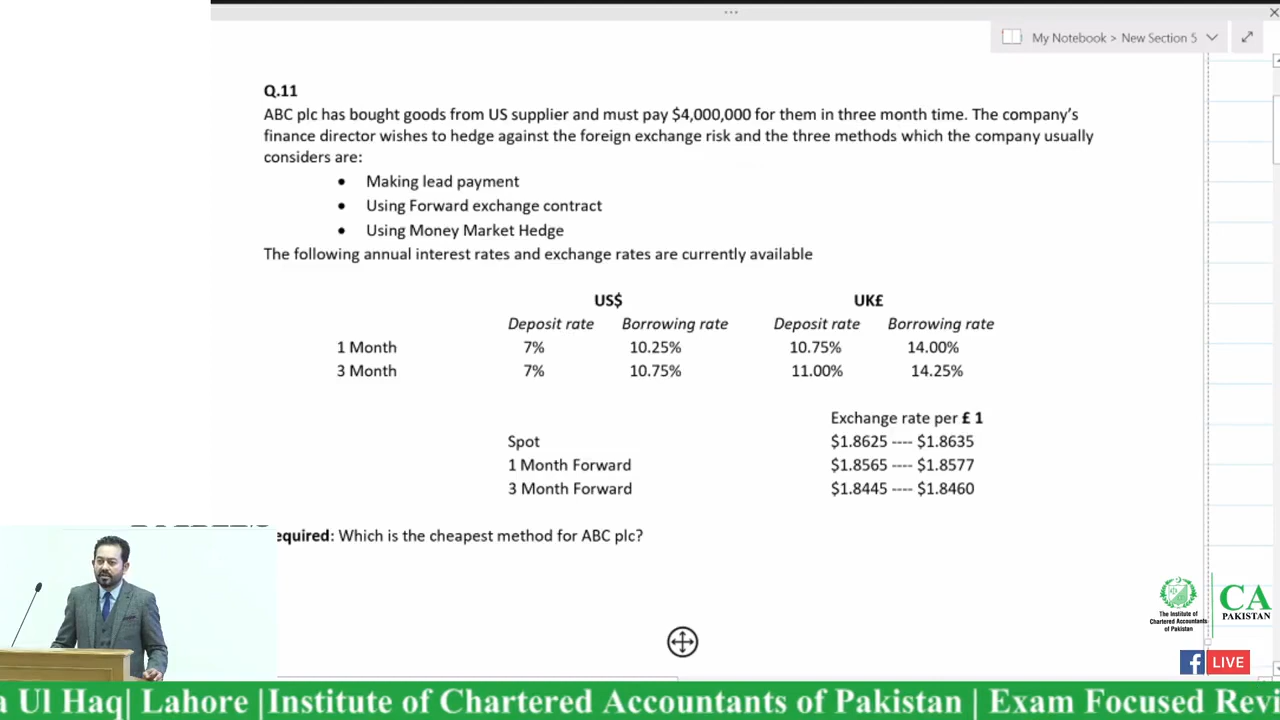 My Notebook > New Section 5
Q.11
ABC plc has bought goods from US supplier and must pay $4,000,000 for them in three month time. The company's
finance director wishes to hedge against the foreign exchange risk and the three methods which the company usually
considers are:
• Making lead payment
• Using Forward exchange contract
• Using Money Market Hedge
The following annual interest rates and exchange rates are currently available
US$ UK£
Deposit rate Borrowing rate Deposit rate Borrowing rate
1 Month 7% 10.25% 10.75% 14.00%
3 Month 7% 10.75% 11.00% 14.25%
Exchange rate per £ 1
Spot $1.8625 ---- $1.8635
1 Month Forward $1.8565 ---- $1.8577
3 Month Forward $1.8445 ---- $1.8460
equired: Which is the cheapest method for ABC plc?
The Institute of
Chartered Accountants
of Pakistan
CA
PAKISTAN
f LIVE
a Ul Haq| Lahore |Institute of Chartered Accountants of Pakistan | Exam Focused Revi